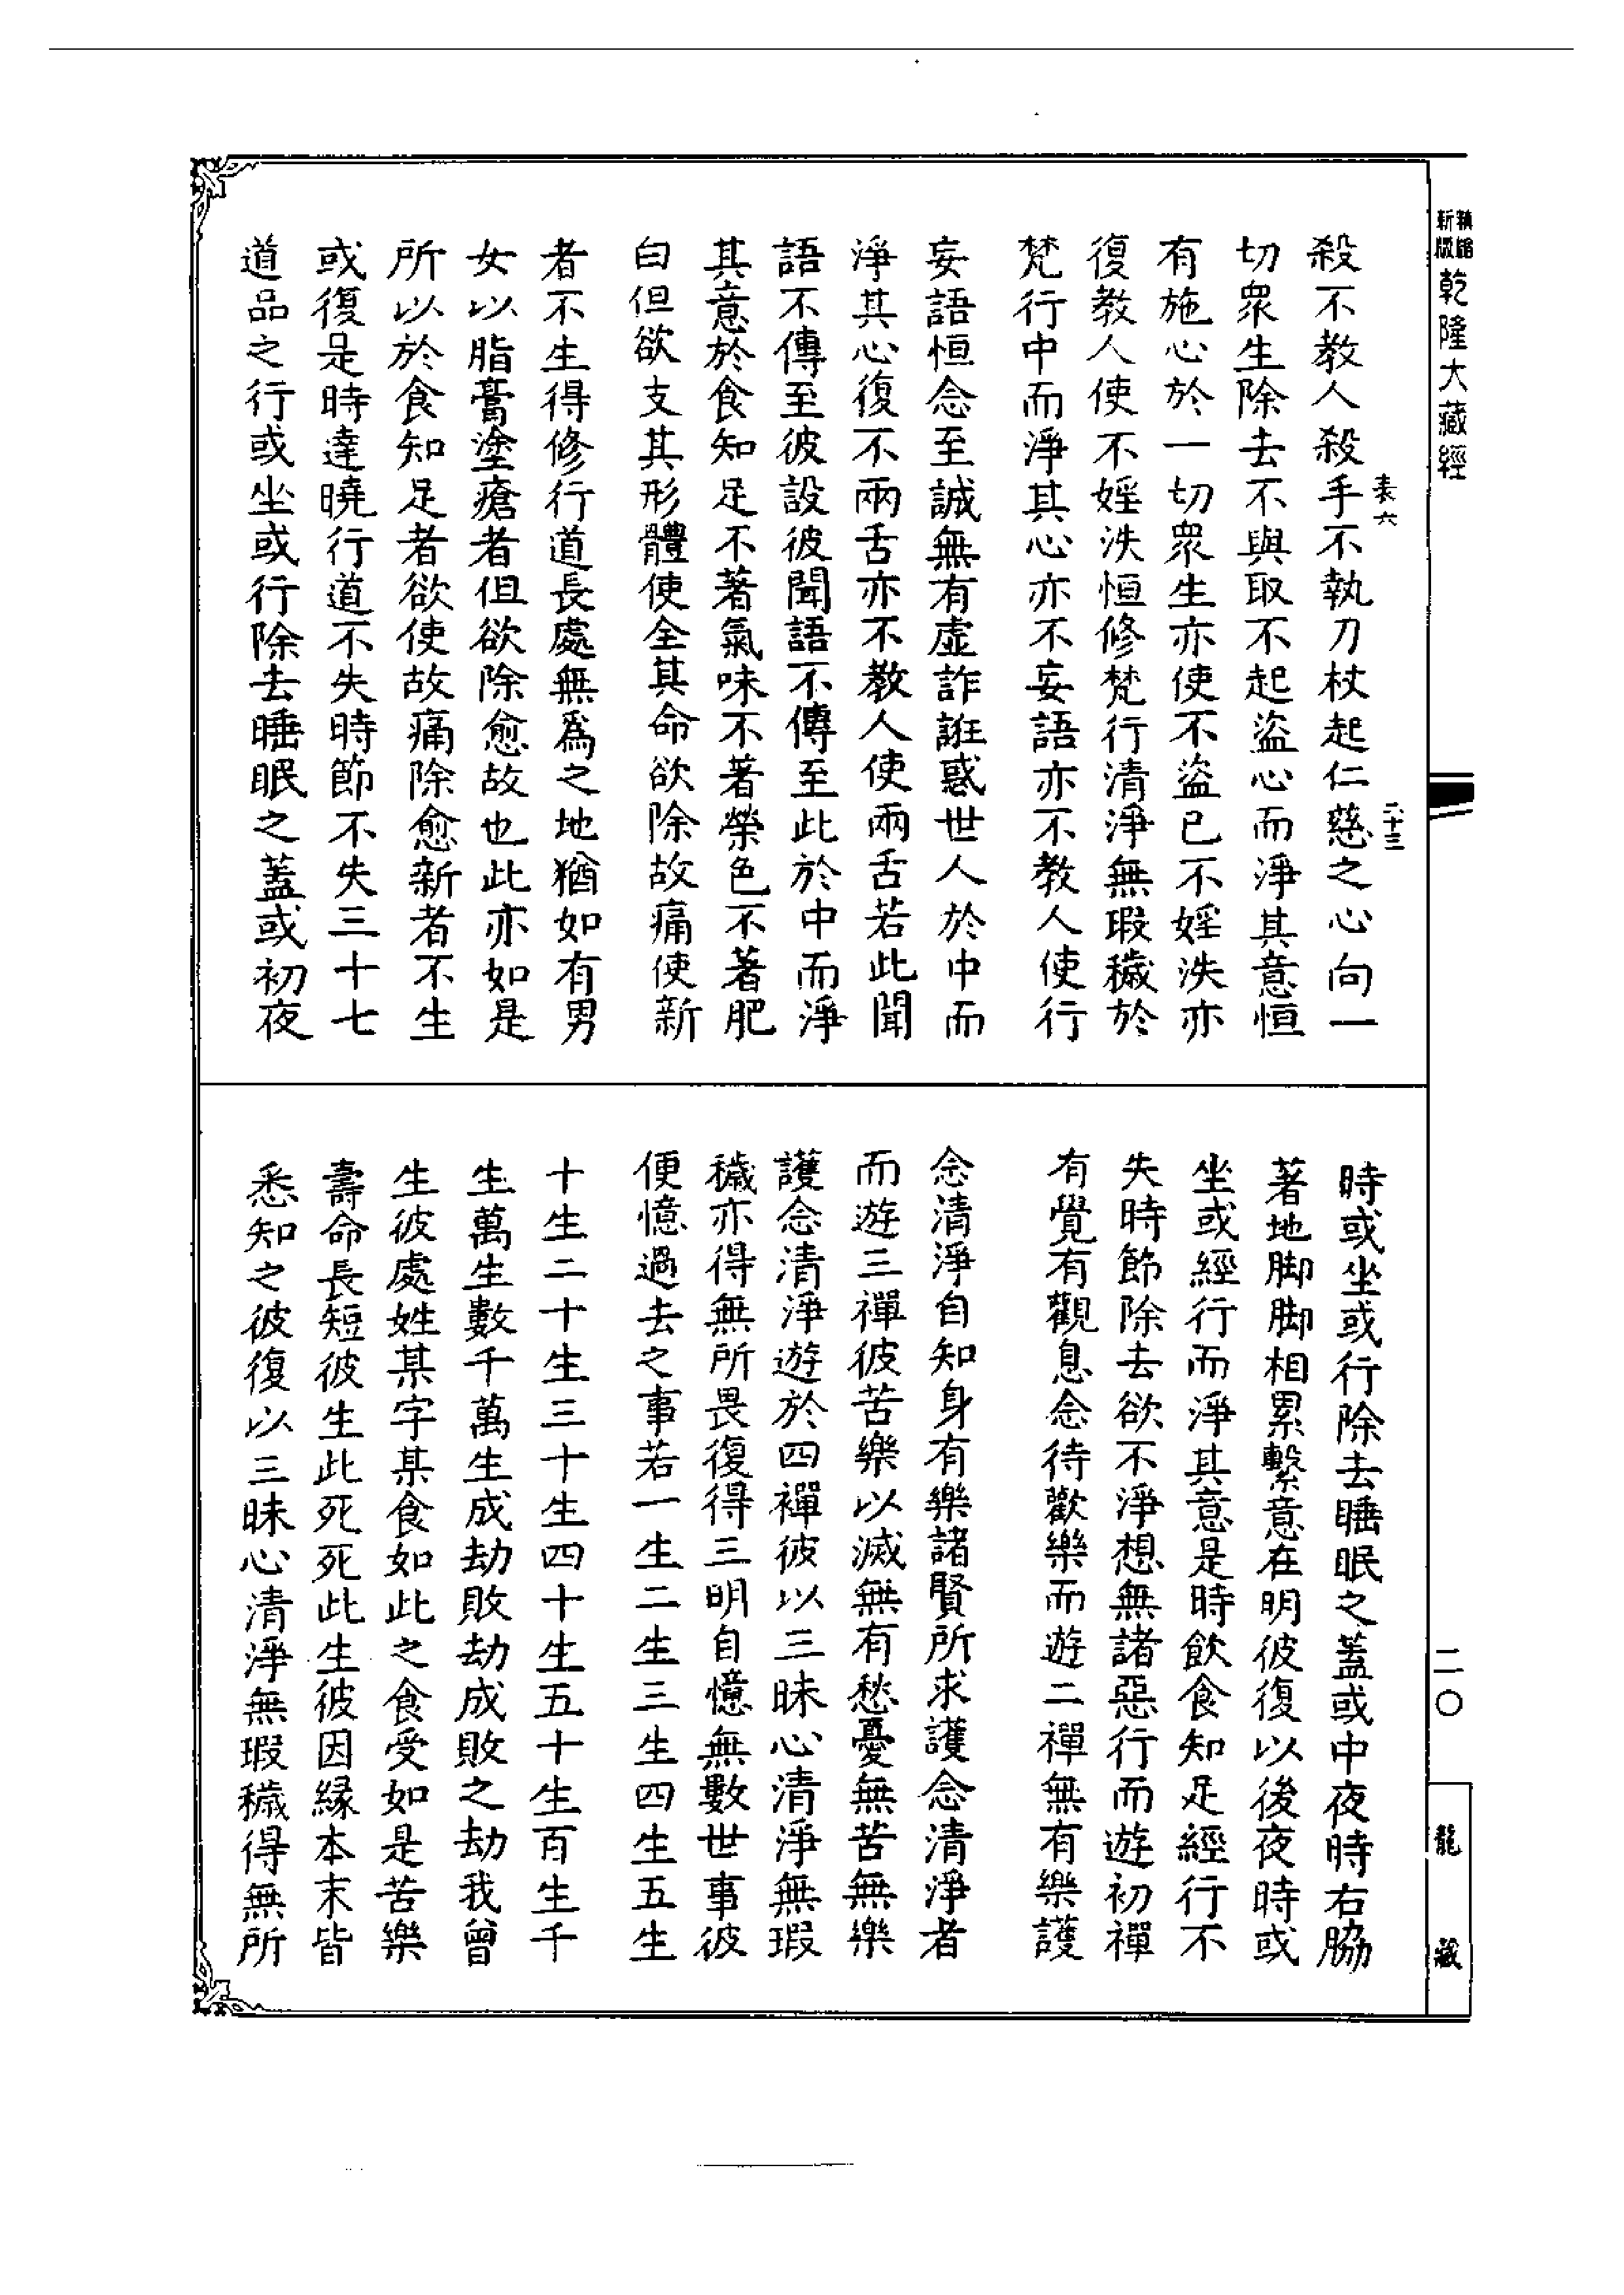 新版精縮
乾隆大藏經
表六
二十三
殺不教人殺手不執刀杖起仁慈之心向一
切眾生除去不與取不起盜心而淨其意恒
有施心於一切眾生亦使不盜已不婬泆亦
復教人使不婬泆恒修梵行清淨無瑕穢於
梵行中而淨其心亦不妄語亦不教人使行
妄語恒念至誠無有虛詐誑惑世人於中而
淨其心復不兩舌亦不教人使兩舌若此聞
語不傳至彼設彼聞語不傳至此於中而淨
其意於食知足不著氣味不著榮色不著肥
白但欲支其形體使全其命欲除故痛使新
者不生得修行道長處無為之地猶如有男
女以脂膏塗瘡者但欲除愈故也此亦如是
所以於食知足者欲使故痛除愈新者不生
或復是時達曉行道不失時節不失三十七
道品之行或坐或行除去睡眠之蓋或初夜
時或坐或行除去睡眠之蓋或中夜時右脇
著地脚脚相累繫意在明彼復以後夜時或
坐或經行而淨其意是時飲食知足經行不
失時節除去欲不淨想無諸惡行而遊初禪
有覺有觀息念待歡樂而遊二禪無有樂護
念清淨自知身有樂諸賢所求護念清淨者
而遊三禪彼苦樂以滅無有愁憂無苦無樂
護念清淨遊於四禪彼以三昧心清淨無瑕
穢亦得無所畏復得三明自憶無數世事彼
便憶過去之事若一生二生三生四生五生
十生二十生三十生四十生五十生百生千
生萬生數千萬生成劫敗劫成敗之劫我曾
生彼處姓某字某食如此之食受如是苦樂
壽命長短彼生此死死此生彼因緣本末皆
悉知之彼復以三昧心清淨無瑕穢得無所
二〇
龍藏